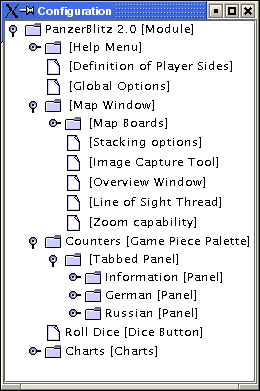 Configuration
PanzerBlitz 2.0 [Module]
[Help Menu]
[Definition of Player Sides]
[Global Options]
[Map Window]
[Map Boards]
[Stacking options]
[Image Capture Tool]
[Overview Window]
[Line of Sight Thread]
[Zoom capability]
Counters [Game Piece Palette]
[Tabbed Panel]
Information [Panel]
German [Panel]
Russian [Panel]
Roll Dice [Dice Button]
Charts [Charts]